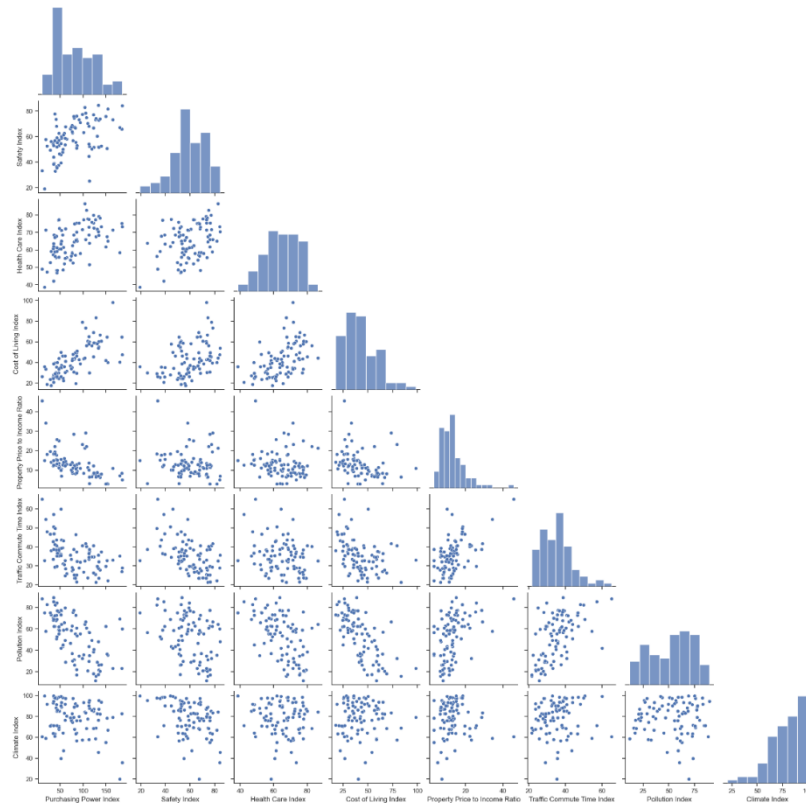 Safety Index
80
60
40
20
Health Care Index
80
70
60
50
40
Cost of Living Index
100
80
60
40
20
Property Price to Income Ratio
40
30
20
10
Traffic Commute Time Index
60
50
40
30
20
Pollution Index
80
60
40
20
Climate Index
100
80
60
40
20
50 100 150
20 40 60 80
40 60 80
25 50 75 100
20 40
20 40 60
25 50 75
25 50 75
Purchasing Power Index Safety Index Health Care Index Cost of Living Index Property Price to Income Ratio Traffic Commute Time Index Pollution Index Climate Index